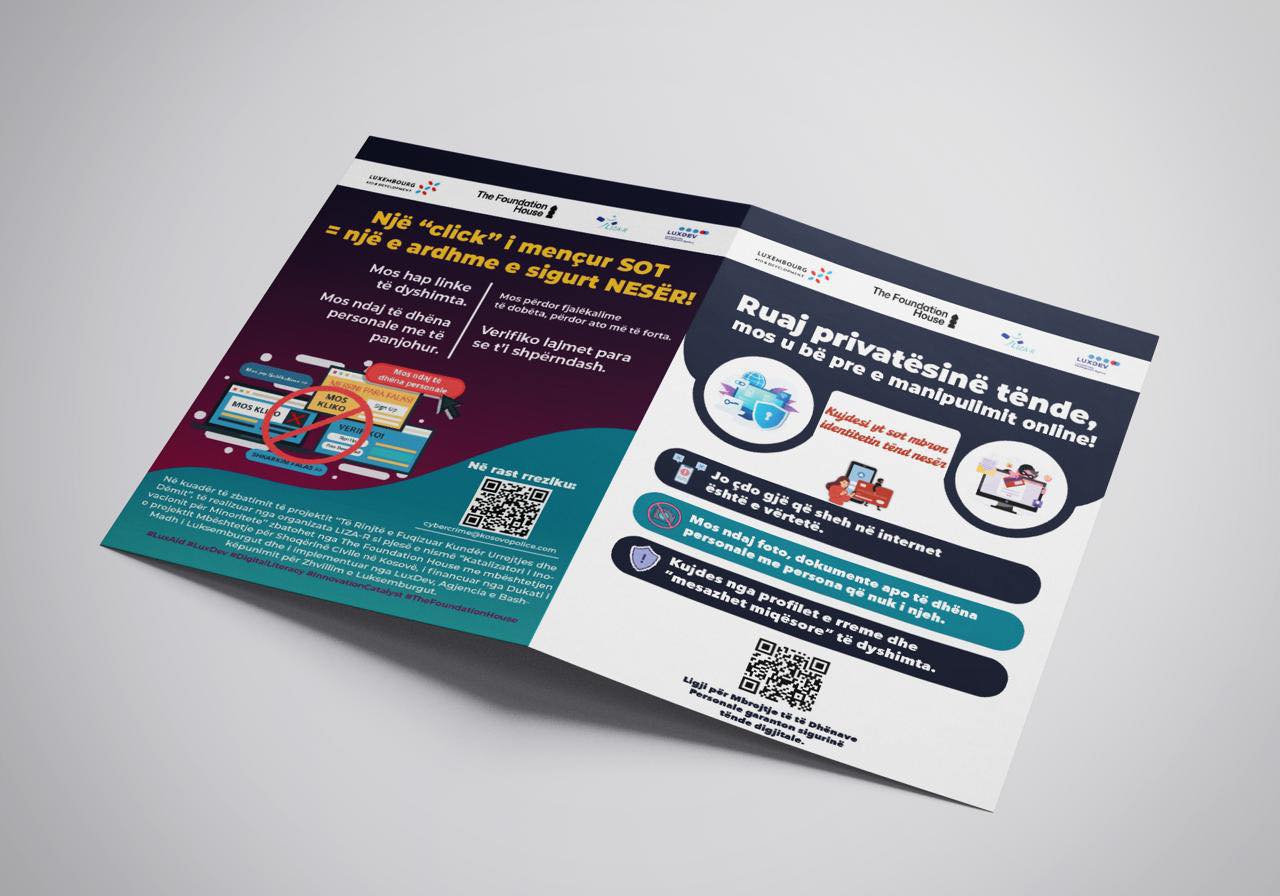 LUXEMBOURG
AID & DEVELOPMENT
The Foundation
House
LIZA-R
LUXDEV
Një “click” i mençur SOT
= një e ardhme e sigurt NESËR!
Mos hap linke
të dyshimta.
Mos ndaj të dhëna
personale me të
panjohur.
Mos përdor fjalëkalime
të dobëta, përdor ato më të forta.
Verifiko lajmet para
se t'i shpërndash.
Mos ndaj të
dhëna personale
MERRNI PARA FALAS!
MOS KLIKO
MOS
KLIKO
Sign Up
VERIFIKO!
SHKARKIM FALAS >>
Në rast rreziku:
cybercrime@kosovopolice.com
Në kuadër të zbatimit të projektit “Të Rinjtë e Fuqizuar Kundër Urrejtjes dhe
Dëmit”, të realizuar nga organizata LIZA-R si pjesë e nismë “Katalizatori i Ino-
vacionit për Minoritete” zbatohet nga The Foundation House me mbështetjen
e projektit Mbështetje për Shoqërinë Civile në Kosovë, i financuar nga Dukati i
Madh i Luksemburgut dhe i implementuar nga LuxDev, Agjencia e Bash-
këpunimit për Zhvillim e Luksemburgut.
#LuxAid #LuxDev #DigitalLiteracy #InnovationCatalyst #TheFoundationHouse
LUXEMBOURG
AID & DEVELOPMENT
The Foundation
House
LIZA-R
LUXDEV
Ruaj privatësinë tënde,
mos u bë pre e manipulimit online!
Kujdesi yt sot mbron
identitetin tënd nesër
Jo çdo gjë që sheh në internet
është e vërtetë.
Mos ndaj foto, dokumente apo të dhëna
personale me persona që nuk i njeh.
Kujdes nga profilet e rreme dhe
“mesazhet miqësore” të dyshimta.
Ligji për Mbrojtje të të Dhënave
Personale garanton sigurinë
tënde digjitale.